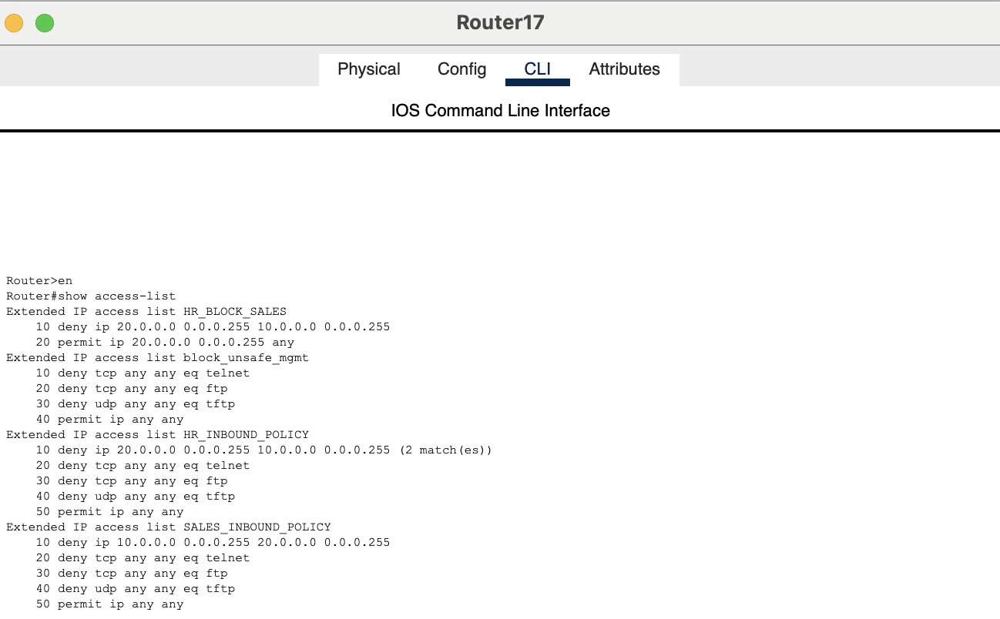 Router17
Physical Config CLI Attributes
IOS Command Line Interface
Router>en
Router#show access-list
Extended IP access list HR_BLOCK_SALES
    10 deny ip 20.0.0.0 0.0.0.255 10.0.0.0 0.0.0.255
    20 permit ip 20.0.0.0 0.0.0.255 any
Extended IP access list block_unsafe_mgmt
    10 deny tcp any any eq telnet
    20 deny tcp any any eq ftp
    30 deny udp any any eq tftp
    40 permit ip any any
Extended IP access list HR_INBOUND_POLICY
    10 deny ip 20.0.0.0 0.0.0.255 10.0.0.0 0.0.0.255 (2 match(es))
    20 deny tcp any any eq telnet
    30 deny tcp any any eq ftp
    40 deny udp any any eq tftp
    50 permit ip any any
Extended IP access list SALES_INBOUND_POLICY
    10 deny ip 10.0.0.0 0.0.0.255 20.0.0.0 0.0.0.255
    20 deny tcp any any eq telnet
    30 deny tcp any any eq ftp
    40 deny udp any any eq tftp
    50 permit ip any any